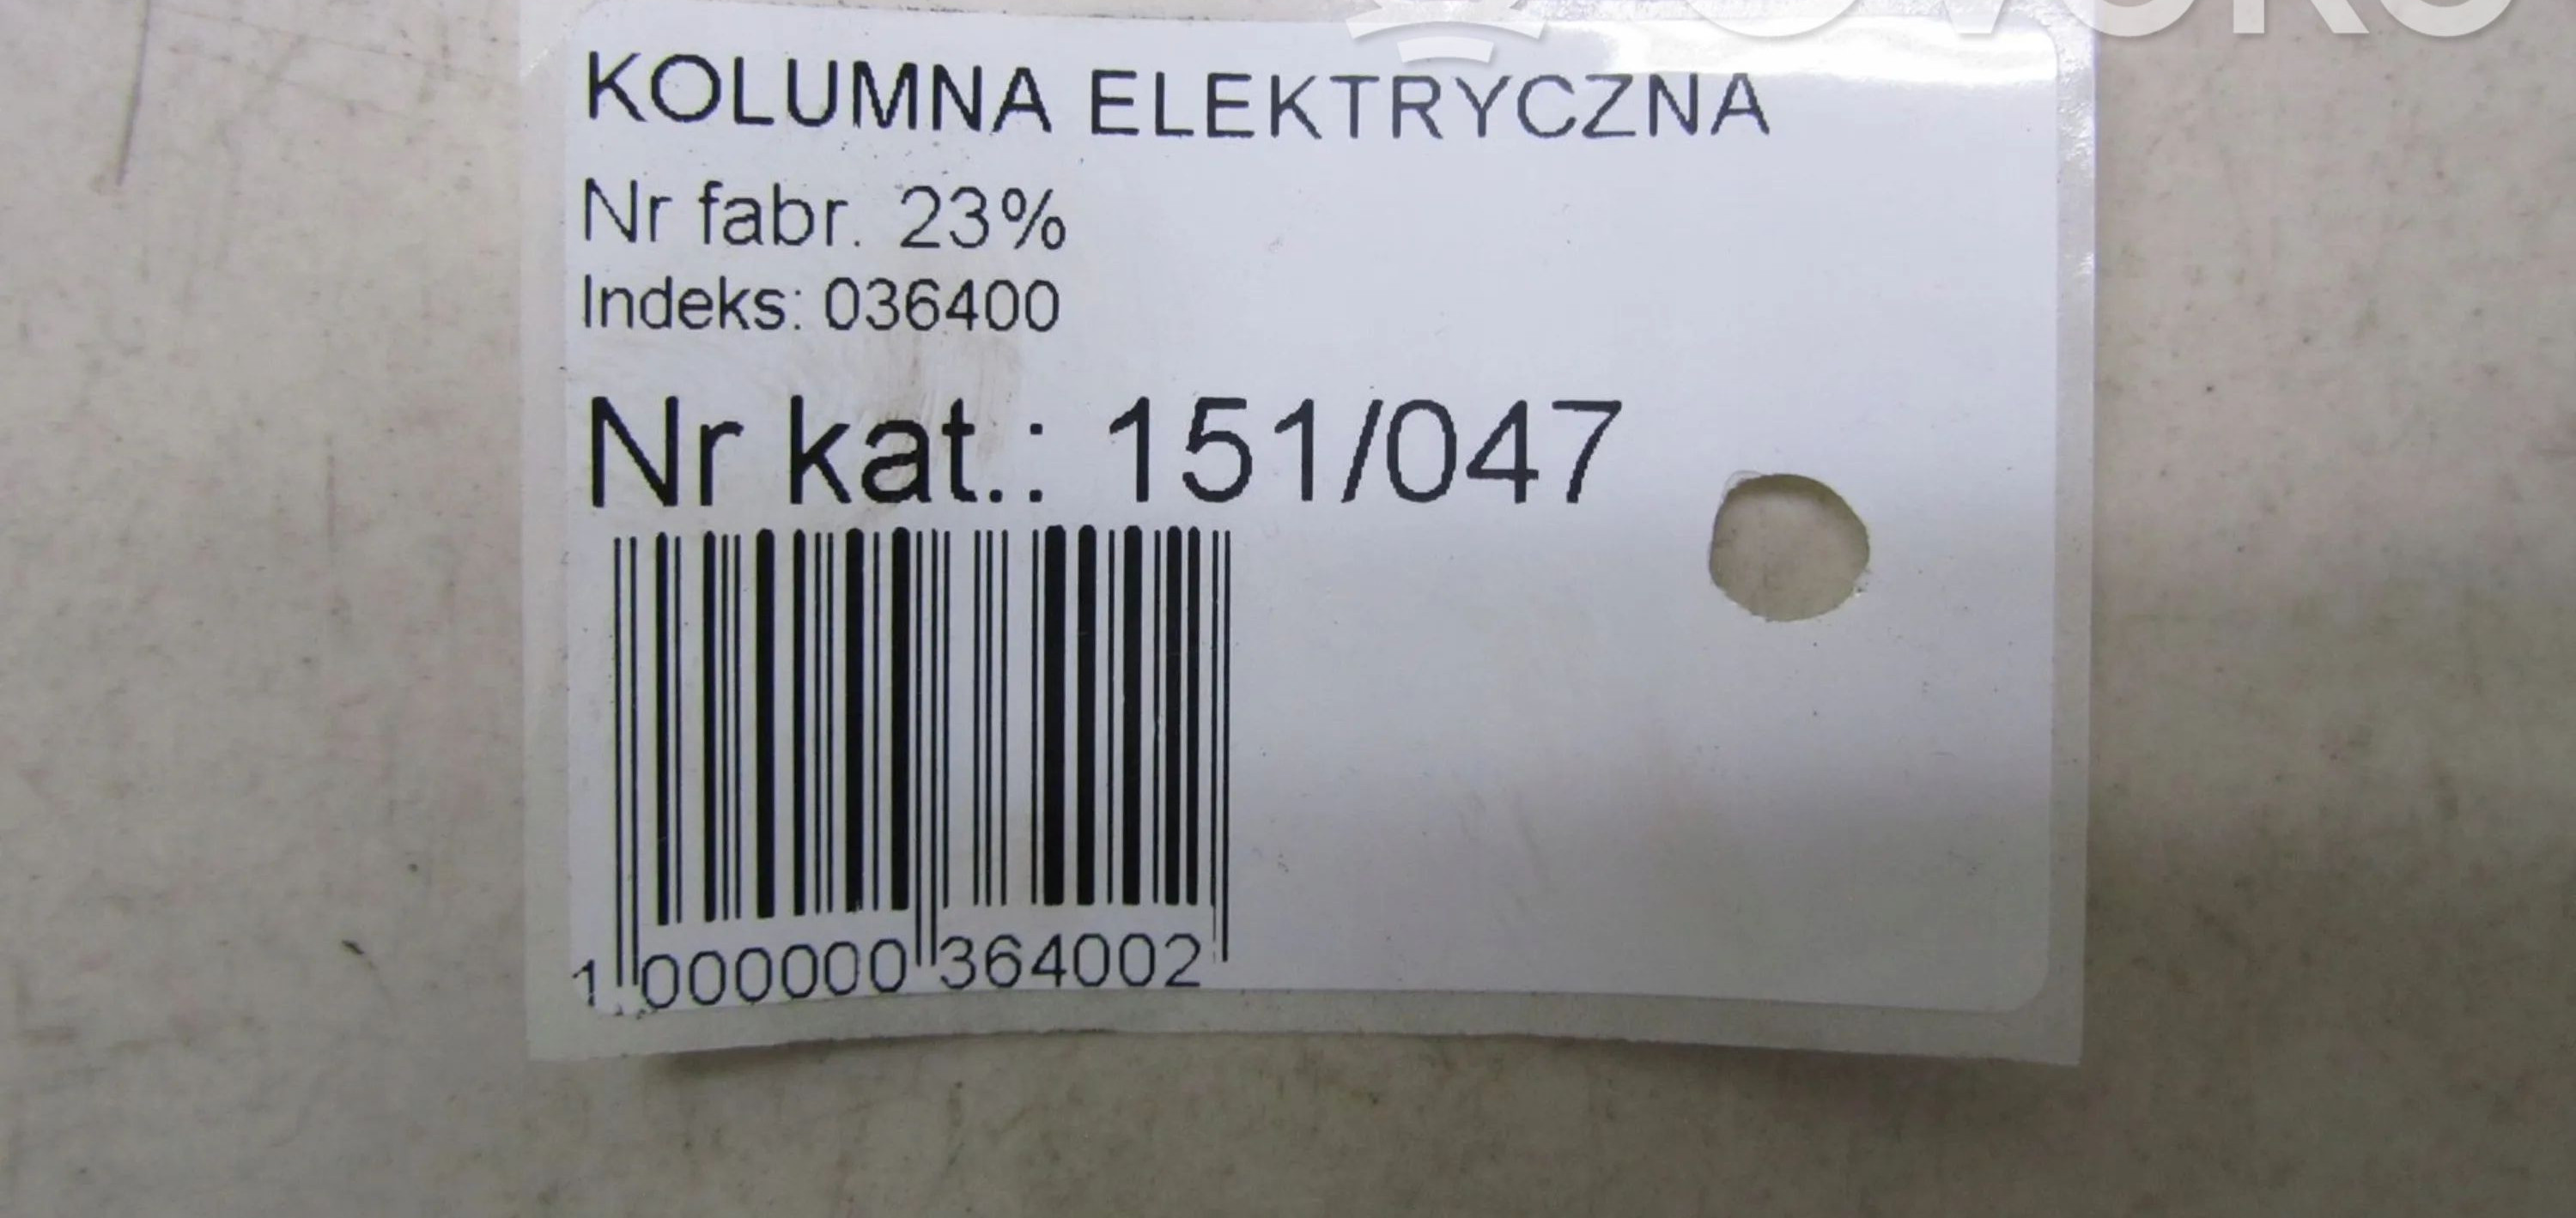 KOLUMNA ELEKTRYCZNA
Nr fabr. 23%
Indeks: 036400
Nr kat.: 151/047
1 000000 364002